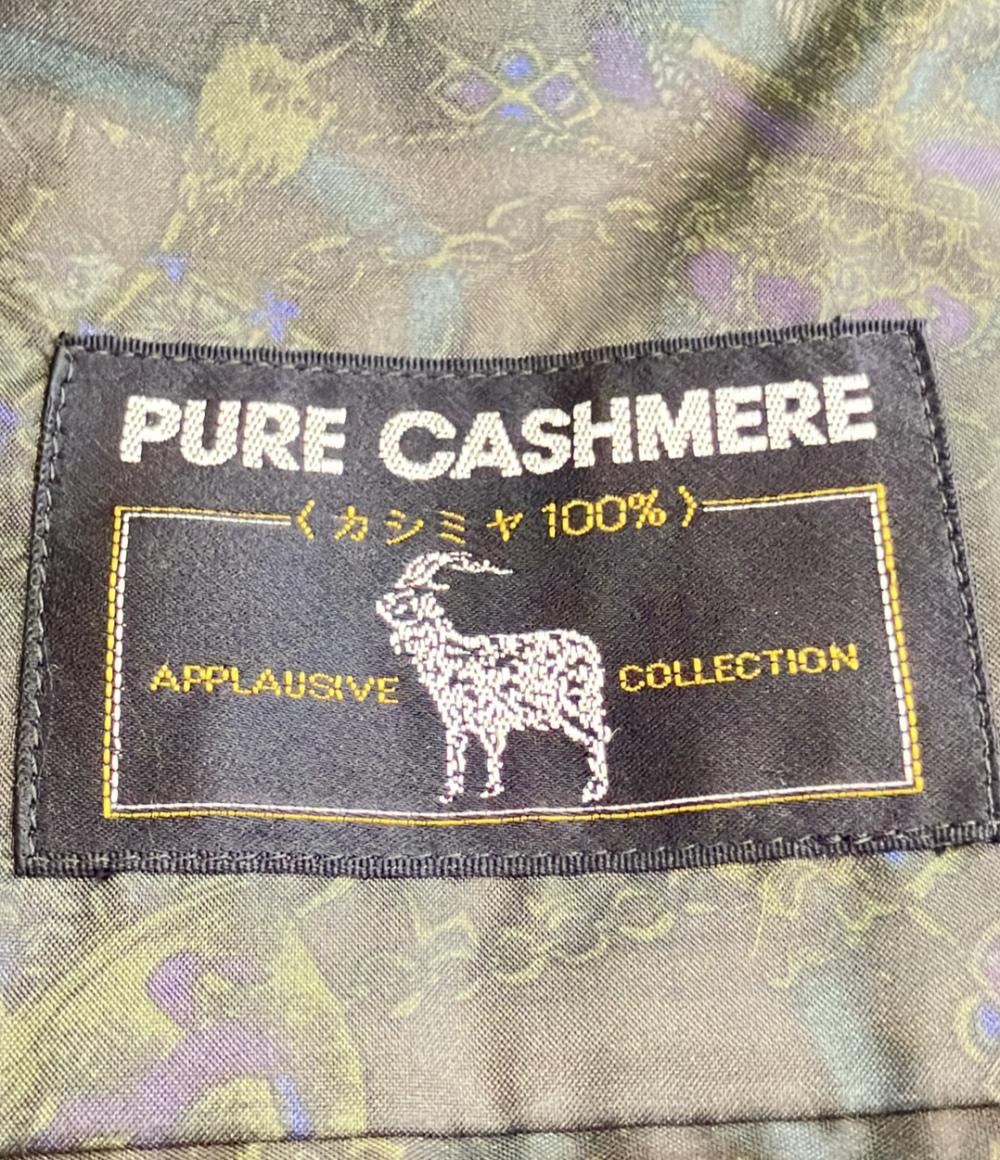 PURE CASHMERE
〈カシミヤ100%〉
APPLAUSIVE COLLECTION